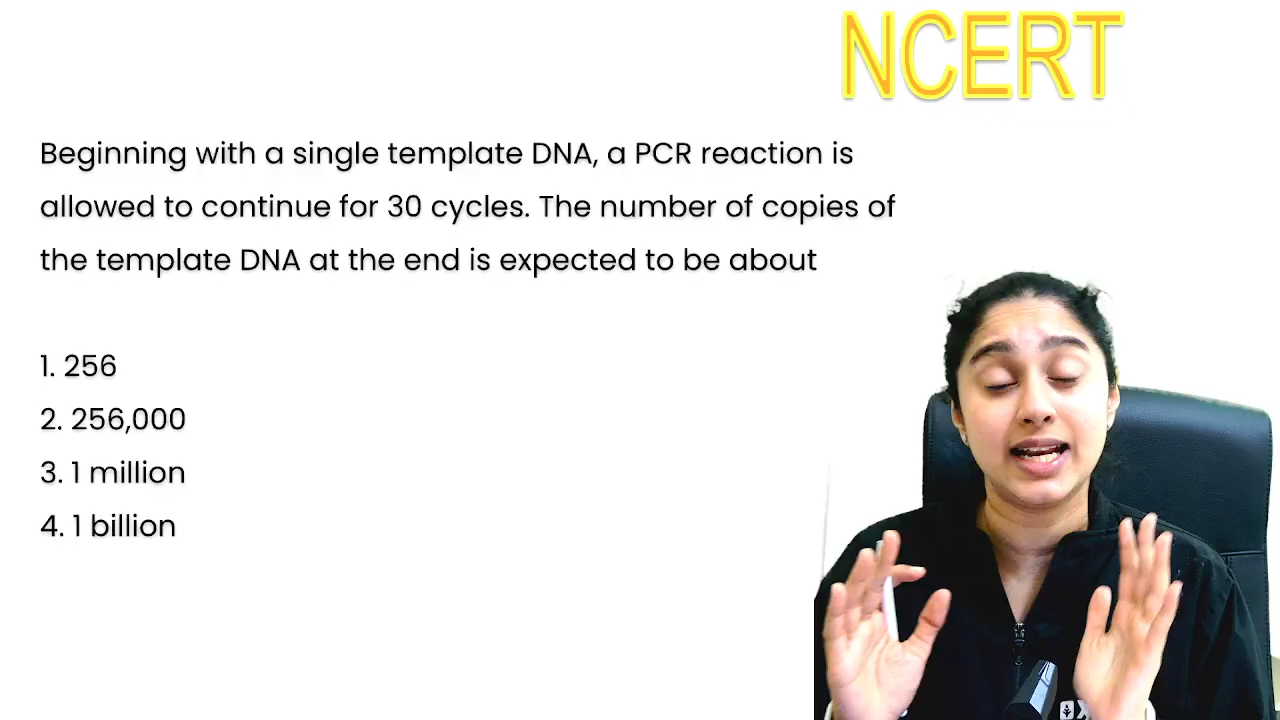 NCERT
Beginning with a single template DNA, a PCR reaction is
allowed to continue for 30 cycles. The number of copies of
the template DNA at the end is expected to be about
1. 256
2. 256,000
3. 1 million
4. 1 billion